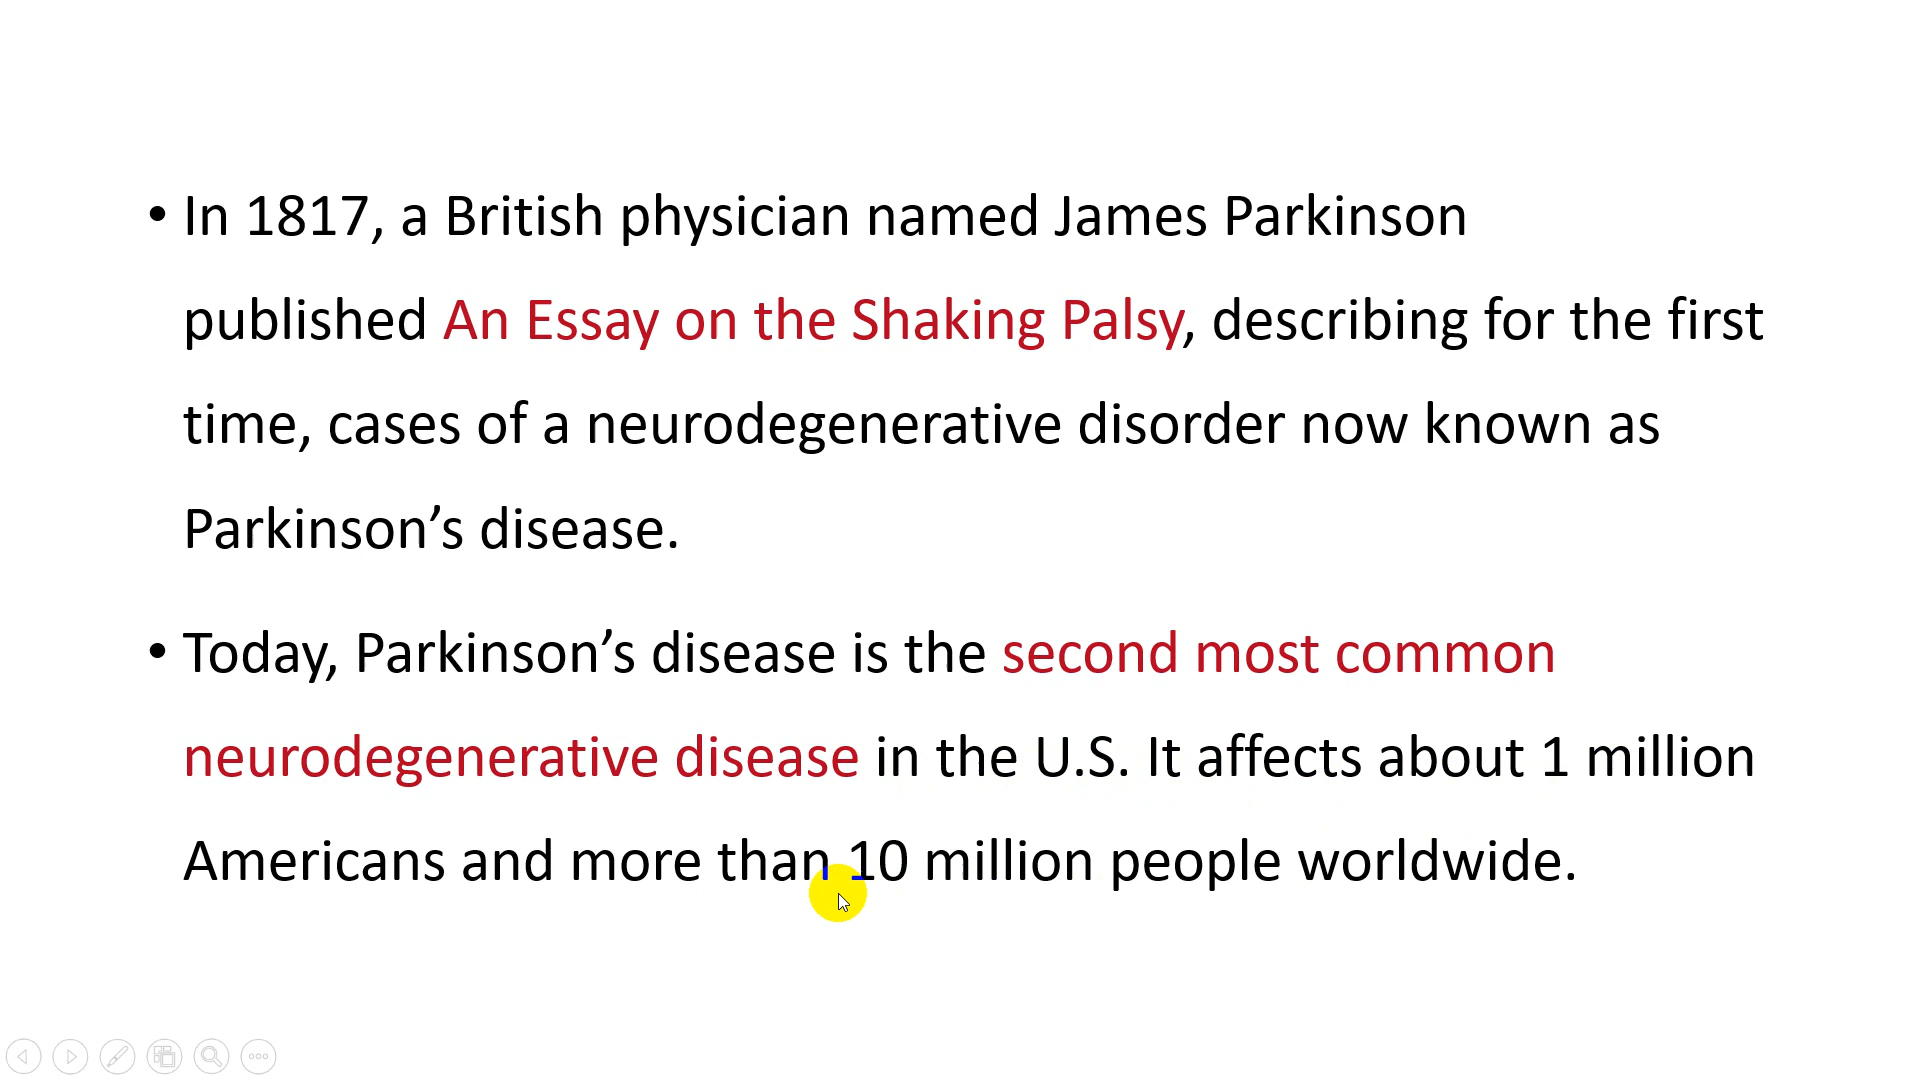 • In 1817, a British physician named James Parkinson
published An Essay on the Shaking Palsy, describing for the first
time, cases of a neurodegenerative disorder now known as
Parkinson’s disease.
• Today, Parkinson’s disease is the second most common
neurodegenerative disease in the U.S. It affects about 1 million
Americans and more than 10 million people worldwide.